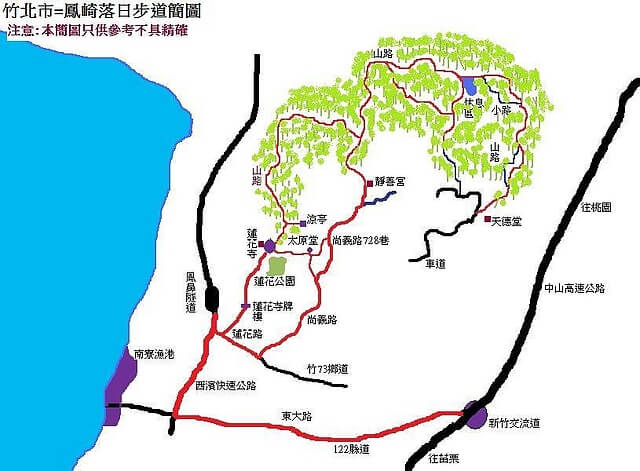 竹北市=鳳崎落日步道簡圖
注意:本簡圖只供參考不具精確
山路
山路
休息
區
小路
山路
山路
靜善宮
涼亭
天德堂
往桃園
蓮花寺
太原堂
尚義路728巷
車道
蓮花公園
鳳鼻隧道
中山高速公路
蓮花寺牌
樓
尚義路
蓮花路
南寮漁港
竹73鄉道
西濱快速公路
東大路
新竹交流道
122縣道
往苗栗